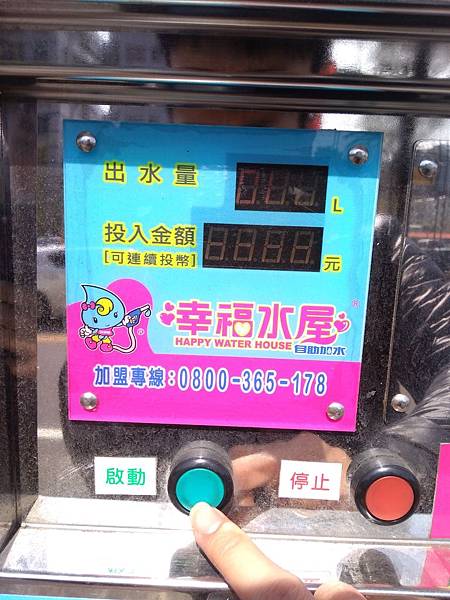 出水量
L
投入金額
[可連續投幣]
元
幸福水屋®
HAPPY WATER HOUSE 自助加水
加盟專線:0800-365-178
啟動
停止